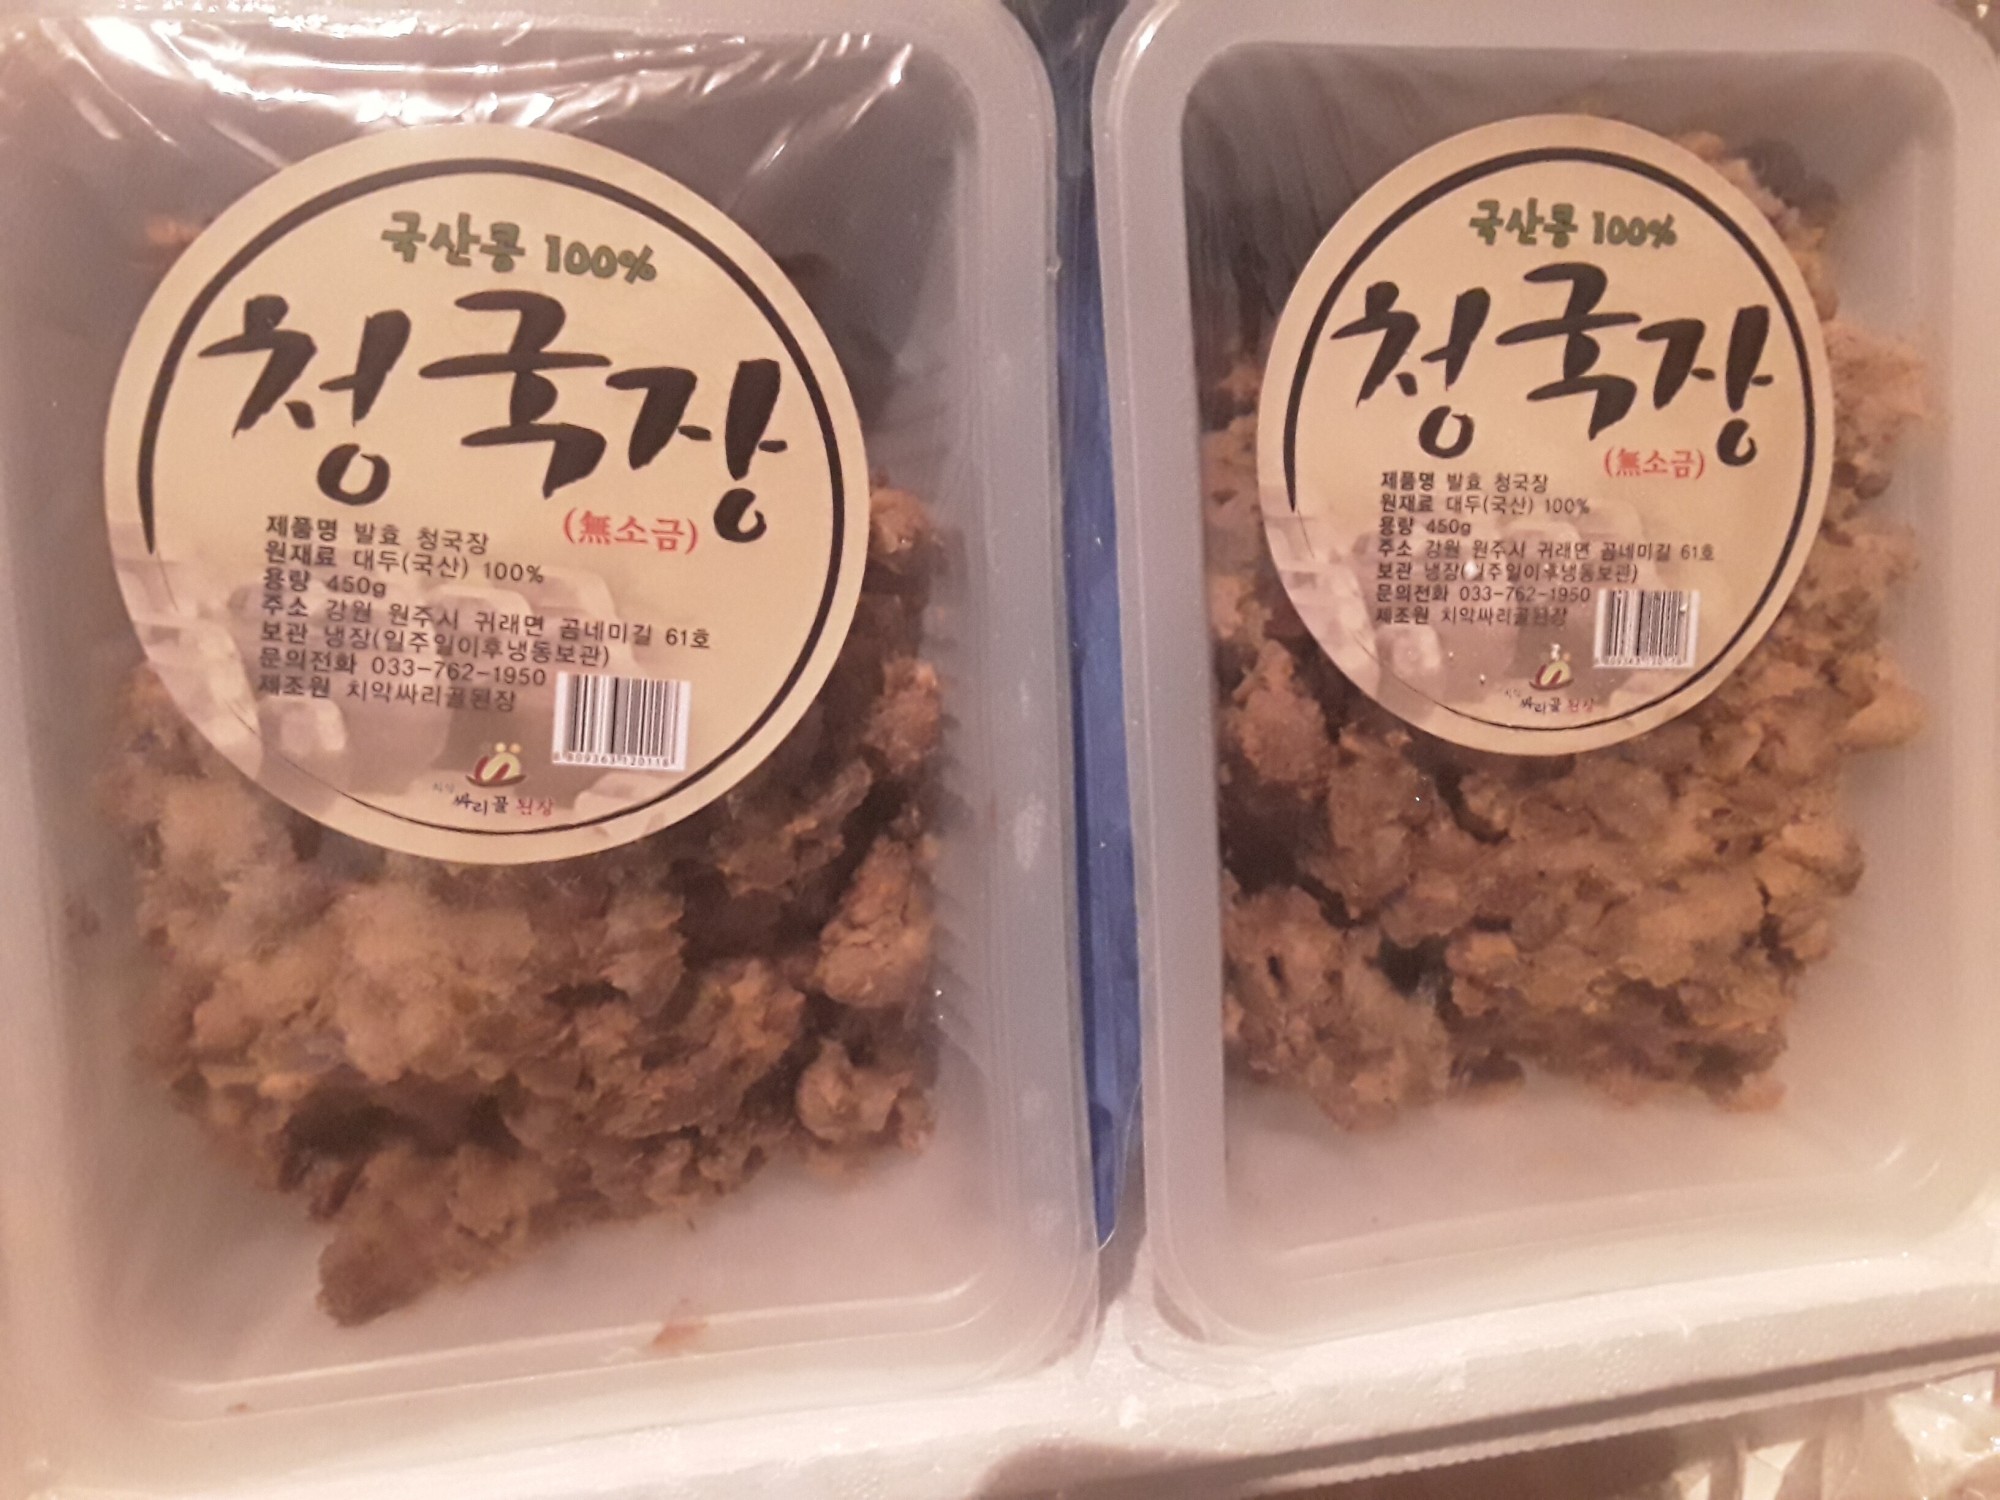 국산콩 100%
청국장
(無소금)
제품명 발효 청국장
원재료 대두(국산) 100%
용량 450g
주소 강원 원주시 귀래면 곰네미길 61호
보관 냉장(일주일이후냉동보관)
문의전화 033-762-1950
제조원 치악싸리골된장
8 809363 120116
치악
싸리골 된장
국산콩 100%
청국장
(無소금)
제품명 발효 청국장
원재료 대두(국산) 100%
용량 450g
주소 강원 원주시 귀래면 곰네미길 61호
보관 냉장(일주일이후냉동보관)
문의전화 033-762-1950
제조원 치악싸리골된장
싸리골 된장